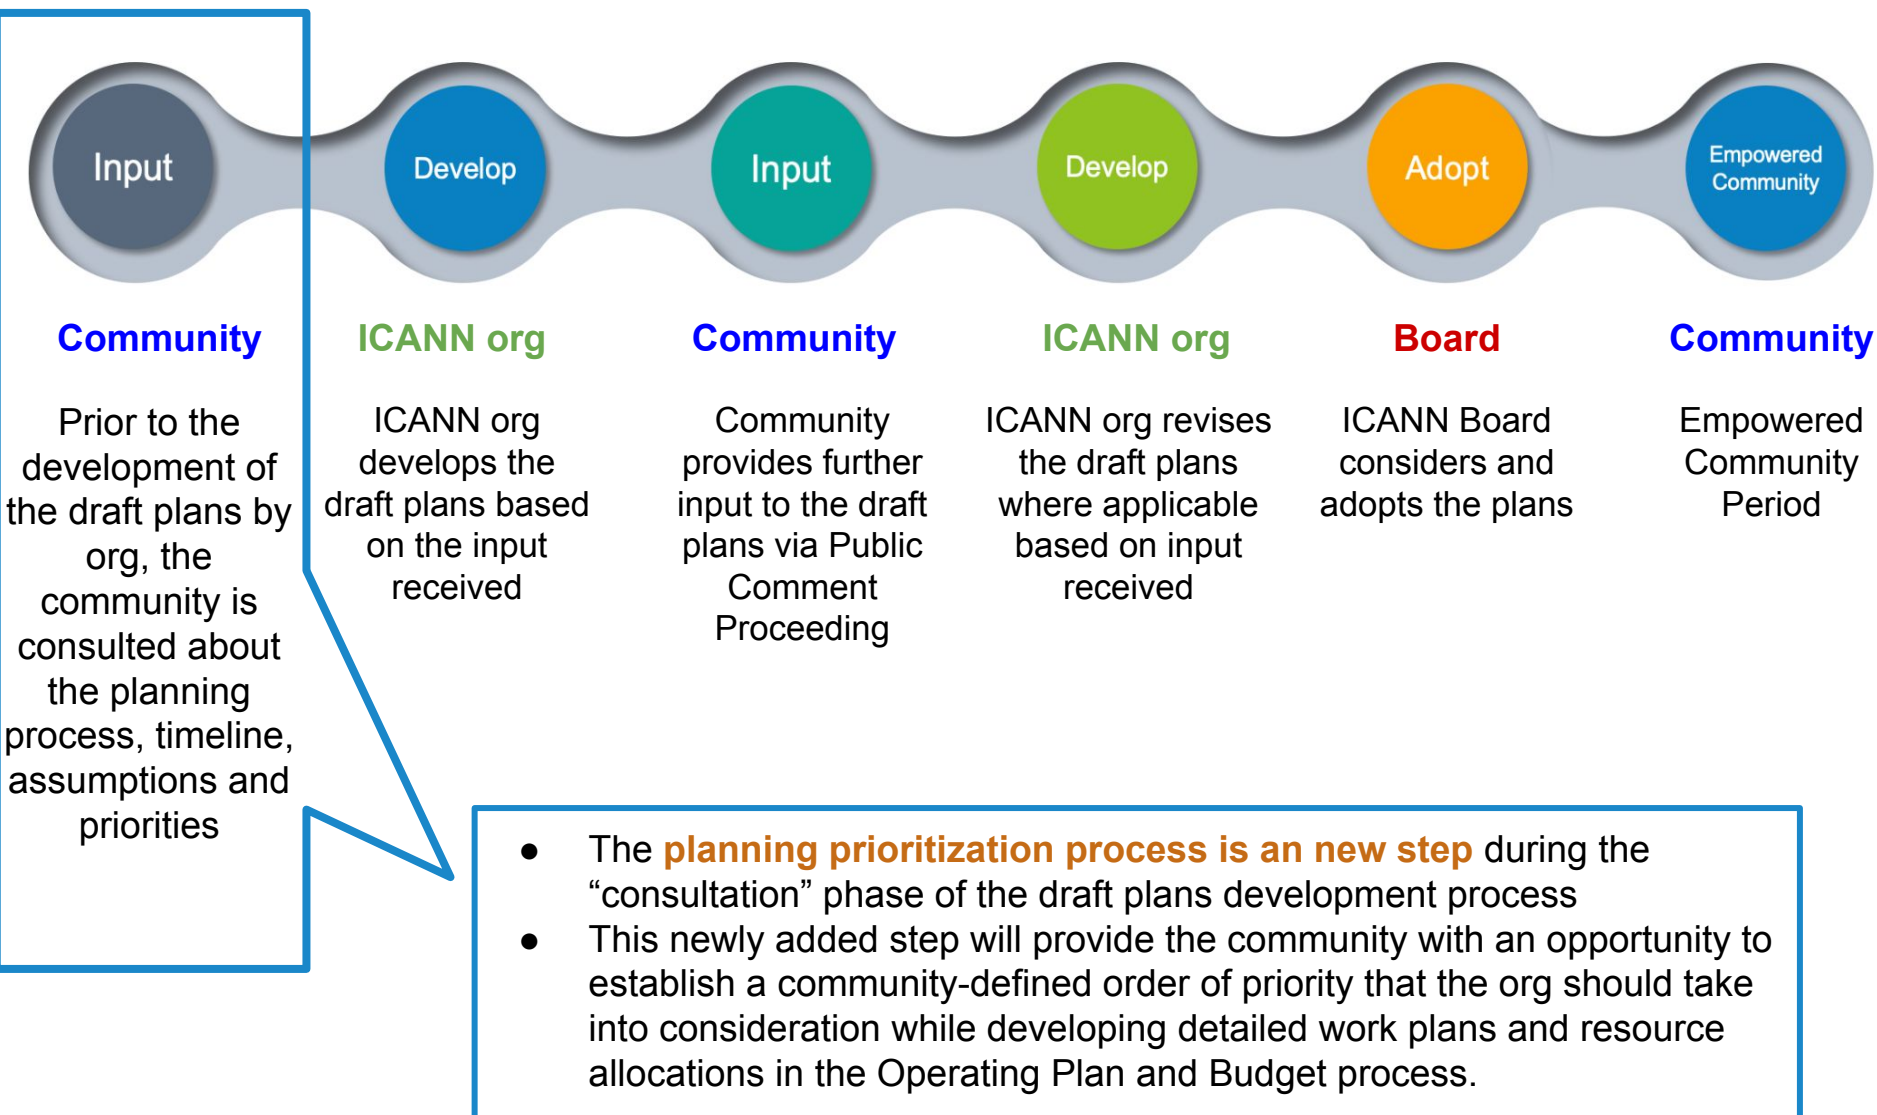 Input
Develop
Input
Develop
Adopt
Empowered
Community
Community
Prior to the
development of
the draft plans by
org, the
community is
consulted about
the planning
process, timeline,
assumptions and
priorities
ICANN org
ICANN org
develops the
draft plans based
on the input
received
Community
Community
provides further
input to the draft
plans via Public
Comment
Proceeding
ICANN org
ICANN org revises
the draft plans
where applicable
based on input
received
Board
ICANN Board
considers and
adopts the plans
Community
Empowered
Community
Period
● The planning prioritization process is an new step during the
“consultation” phase of the draft plans development process
● This newly added step will provide the community with an opportunity to
establish a community-defined order of priority that the org should take
into consideration while developing detailed work plans and resource
allocations in the Operating Plan and Budget process.